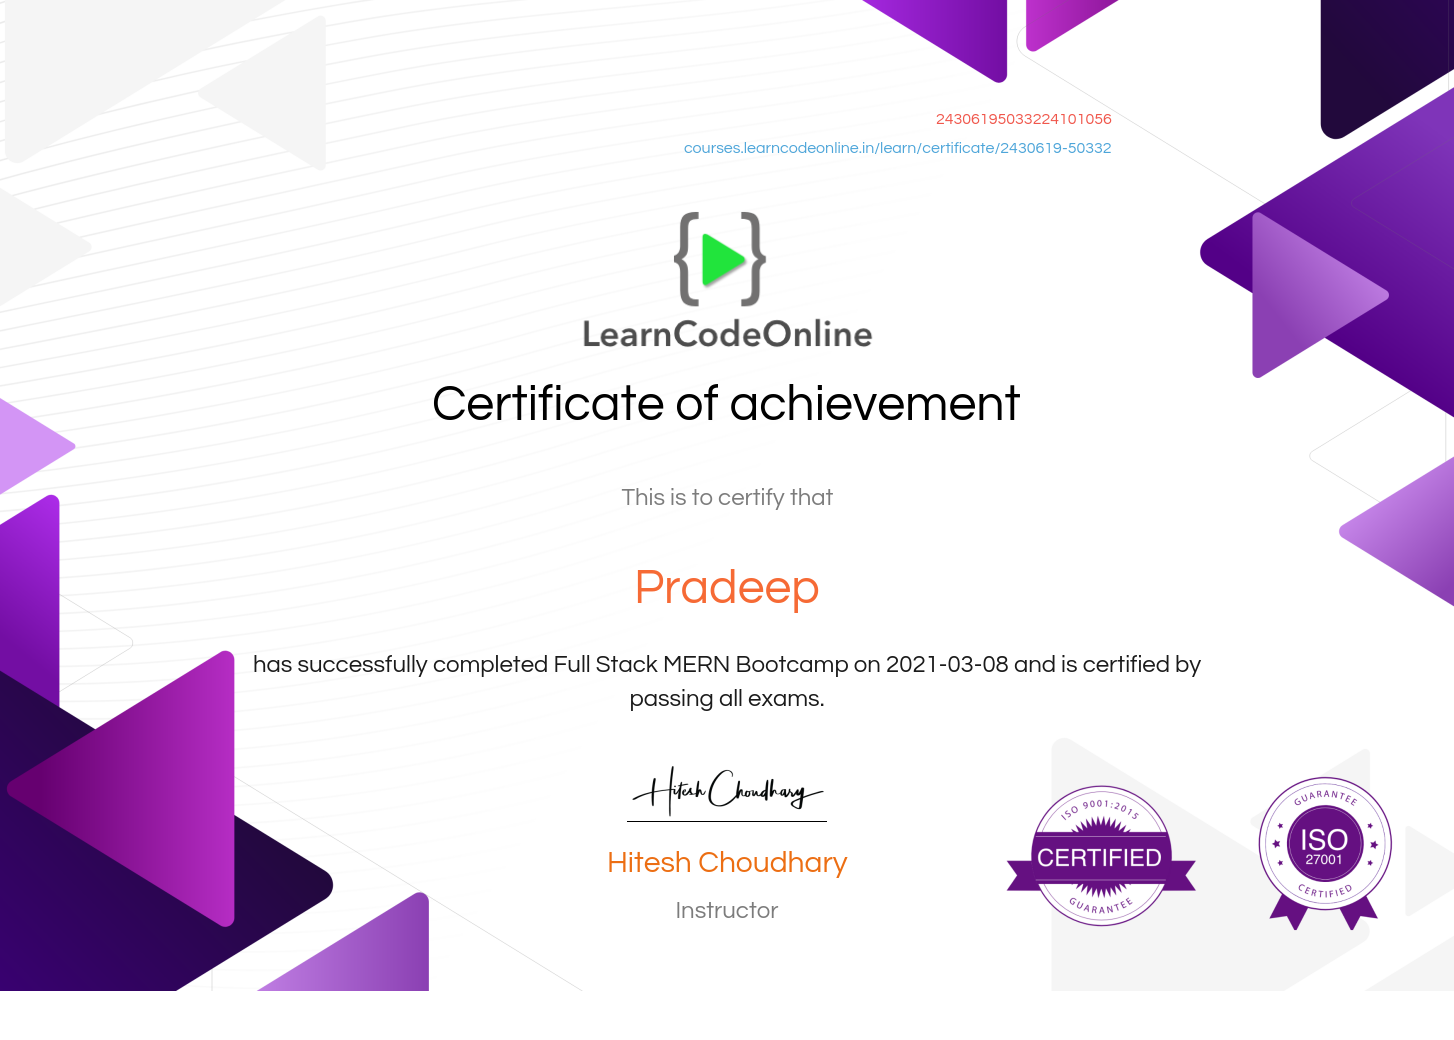 24306195033224101056
courses.learncodeonline.in/learn/certificate/2430619-50332
LearnCodeOnline
Certificate of achievement
This is to certify that
Pradeep
has successfully completed Full Stack MERN Bootcamp on 2021-03-08 and is certified by
passing all exams.
Hitesh Choudhary
Hitesh Choudhary
Instructor
ISO 9001:2015
CERTIFIED
GUARANTEE
GUARANTEE
ISO
27001
CERTIFIED